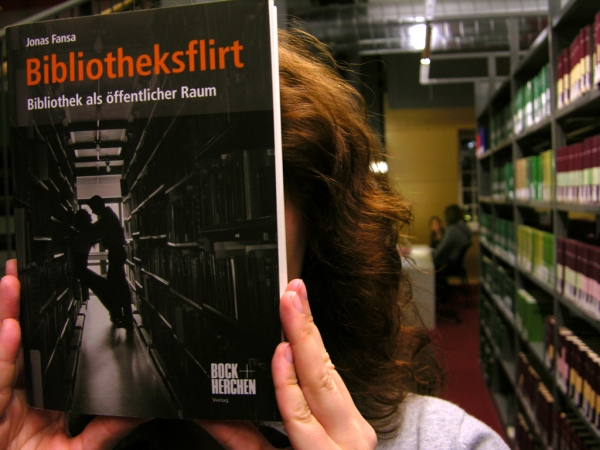 Jonas Fansa
Bibliotheksflirt
Bibliothek als öffentlicher Raum
BOCK+
HERCHEN
Verlag